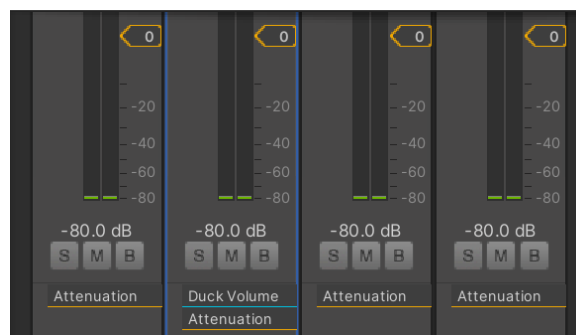 0 0 0 0
-20 -20 -20 -20
-40 -40 -40 -40
-60 -60 -60 -60
-80 -80 -80 -80
-80.0 dB -80.0 dB -80.0 dB -80.0 dB
S M B S M B S M B S M B
Attenuation Duck Volume Attenuation Attenuation
Attenuation